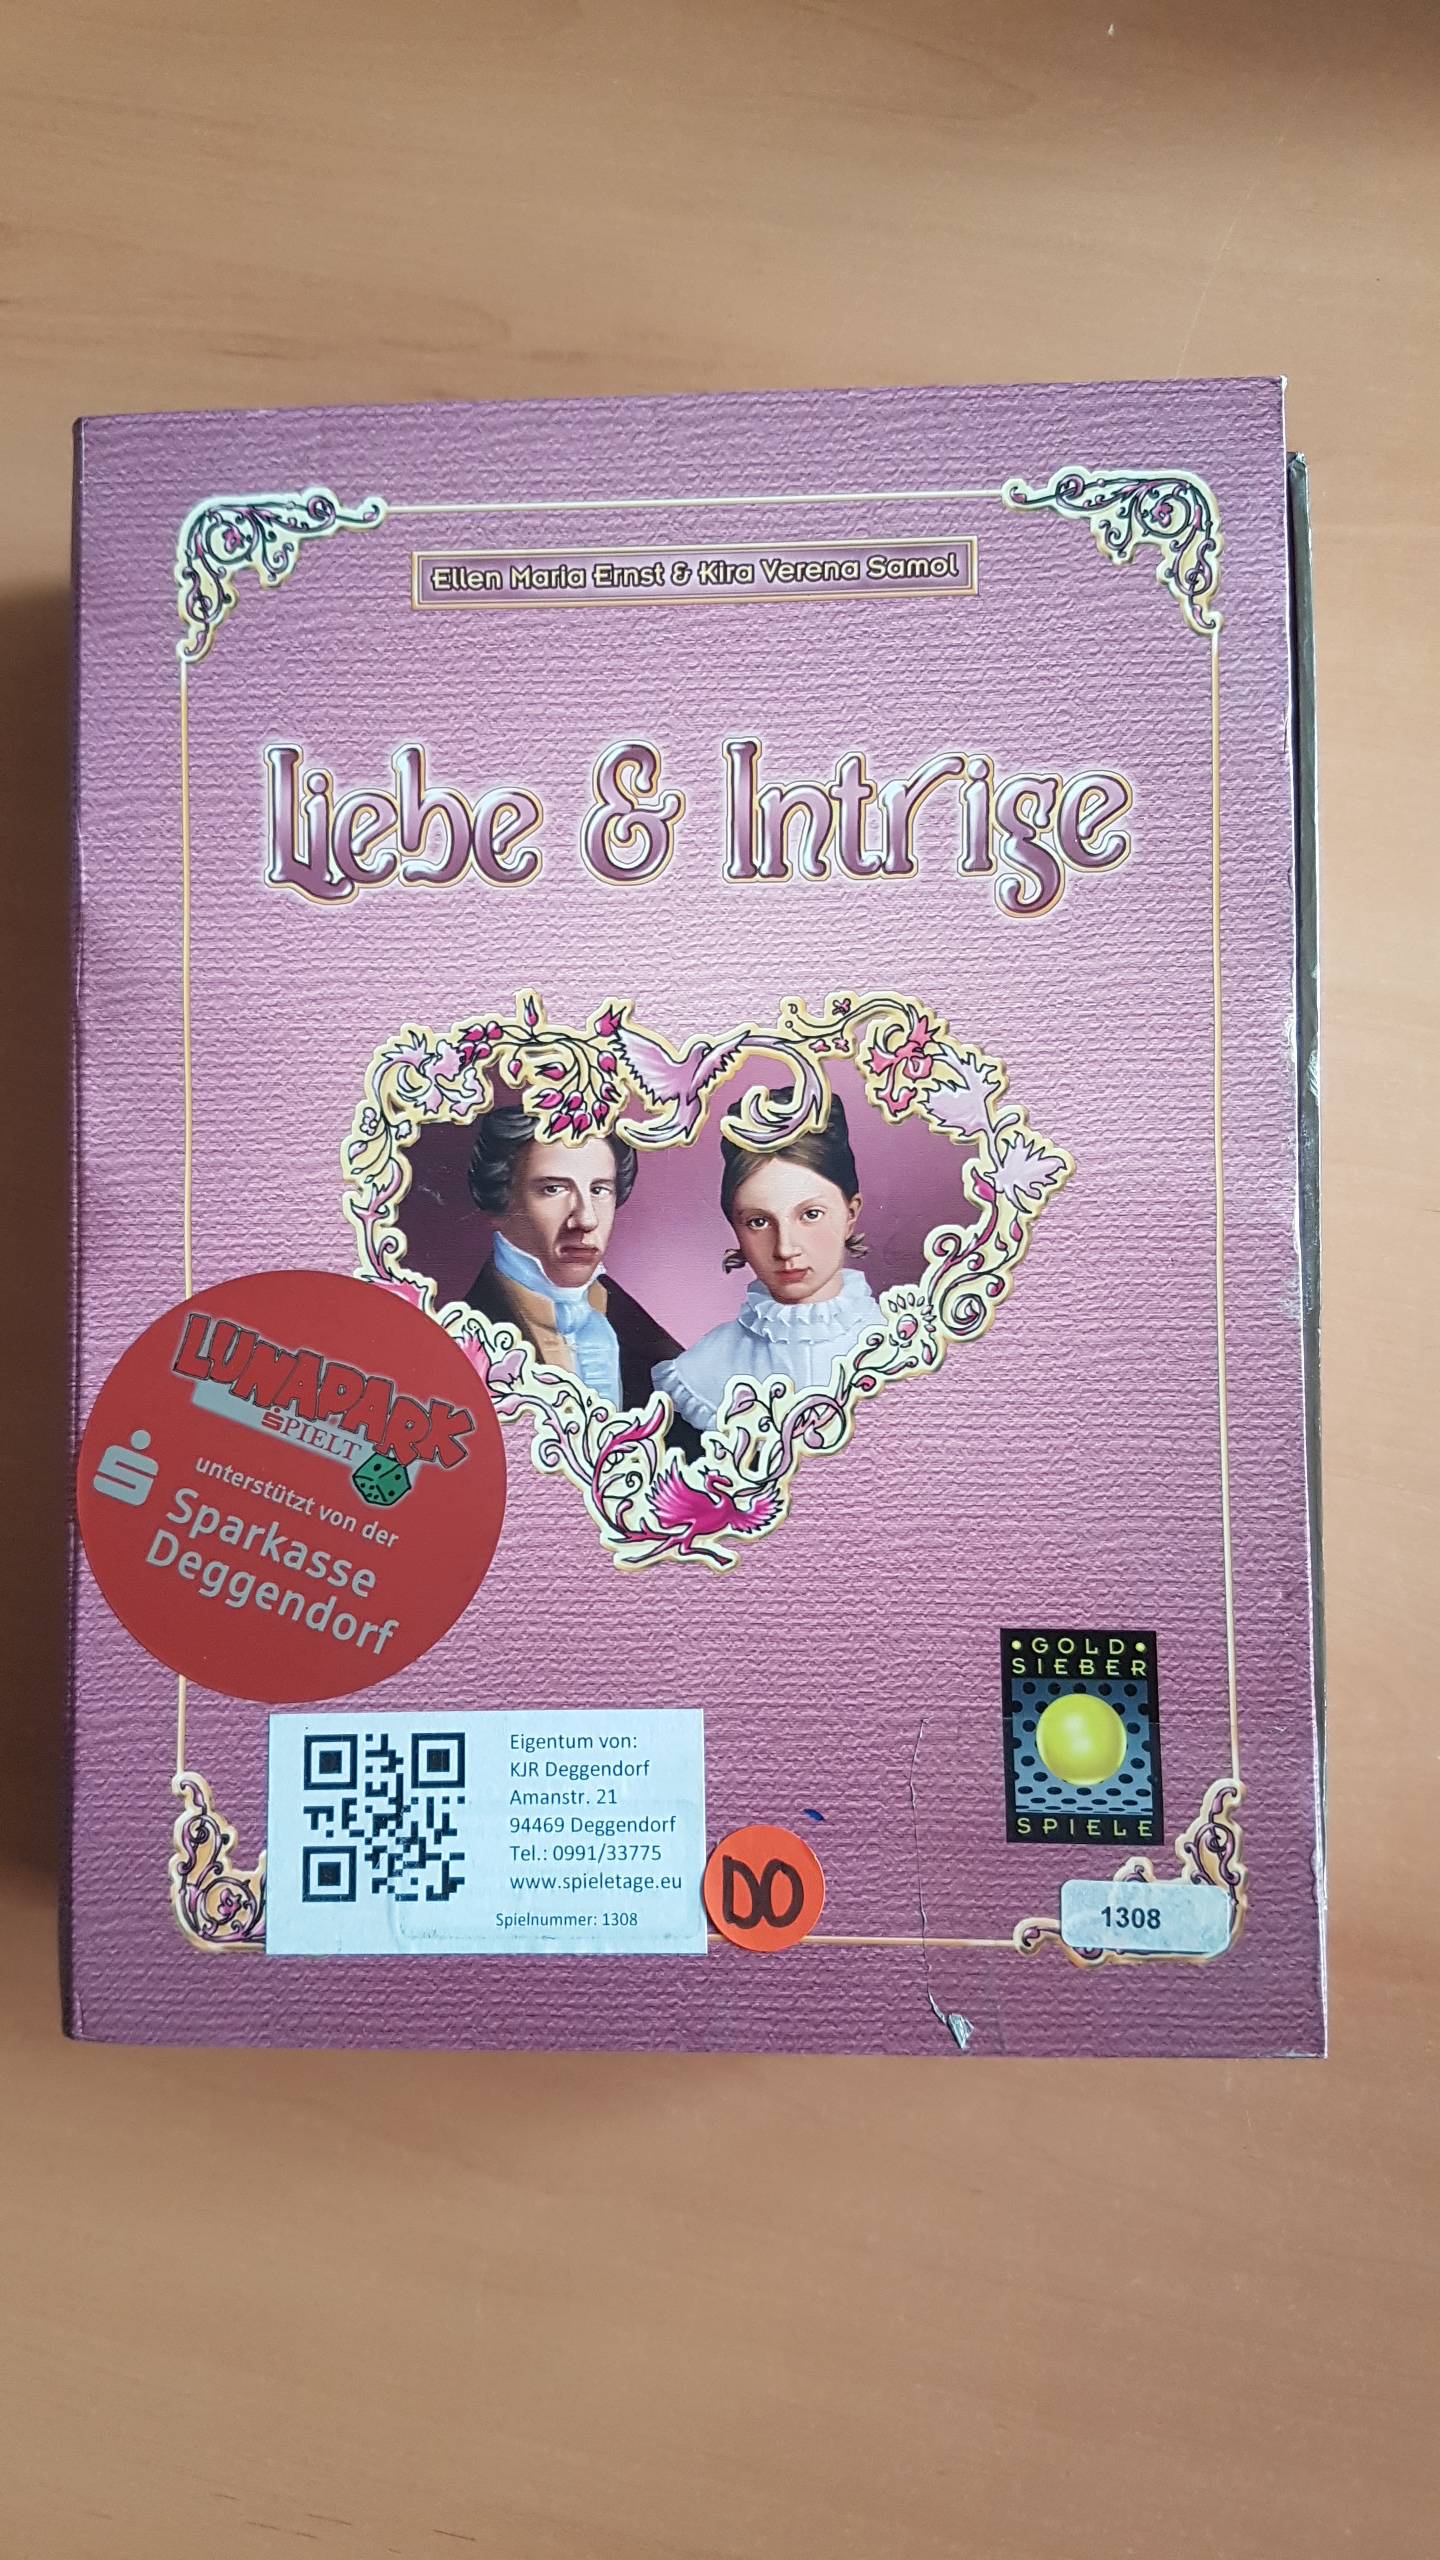 Ellen Maria Ernst & Kira Verena Samol
Liebe & Intrige
LUNAPARK
SPIELT
unterstützt von der
Sparkasse
Deggendorf
• GOLD •
SIEBER
SPIELE
Eigentum von:
KJR Deggendorf
Amanstr. 21
94469 Deggendorf
Tel.: 0991/33775
www.spieletage.eu
Spielnummer: 1308
DO
1308